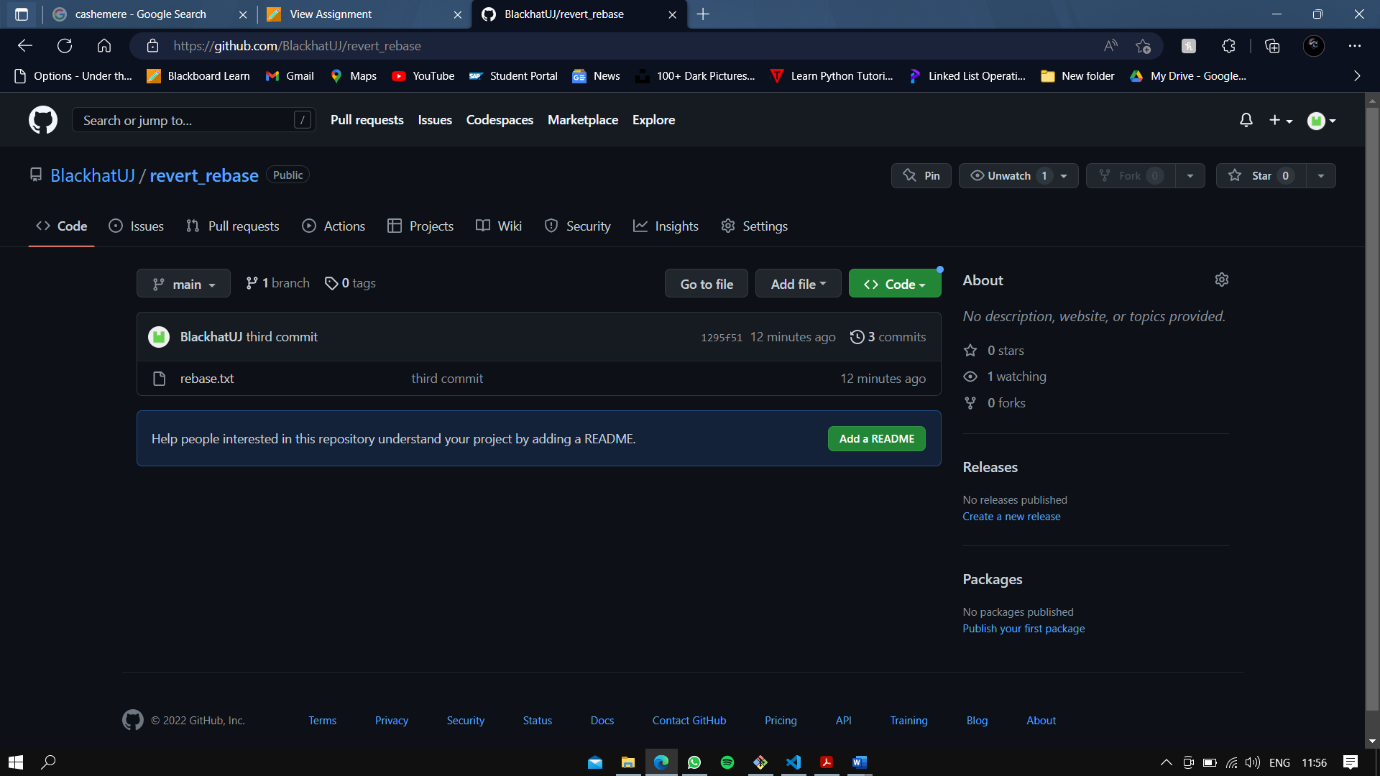 cashemere - Google Search
View Assignment
BlackhatUJ/revert_rebase
https://github.com/BlackhatUJ/revert_rebase
Options - Under th...
Blackboard Learn
Gmail
Maps
YouTube
Student Portal
News
100+ Dark Pictures...
Learn Python Tutori...
Linked List Operati...
New folder
My Drive - Google...
Search or jump to...
/
Pull requests
Issues
Codespaces
Marketplace
Explore
BlackhatUJ / revert_rebase
Public
Pin
Unwatch 1
Fork 0
Star 0
Code
Issues
Pull requests
Actions
Projects
Wiki
Security
Insights
Settings
main
1 branch
0 tags
Go to file
Add file
Code
BlackhatUJ third commit
1295f51 12 minutes ago
3 commits
rebase.txt
third commit
12 minutes ago
Help people interested in this repository understand your project by adding a README.
Add a README
About
No description, website, or topics provided.
0 stars
1 watching
0 forks
Releases
No releases published
Create a new release
Packages
No packages published
Publish your first package
© 2022 GitHub, Inc.
Terms
Privacy
Security
Status
Docs
Contact GitHub
Pricing
API
Training
Blog
About
ENG
11:56